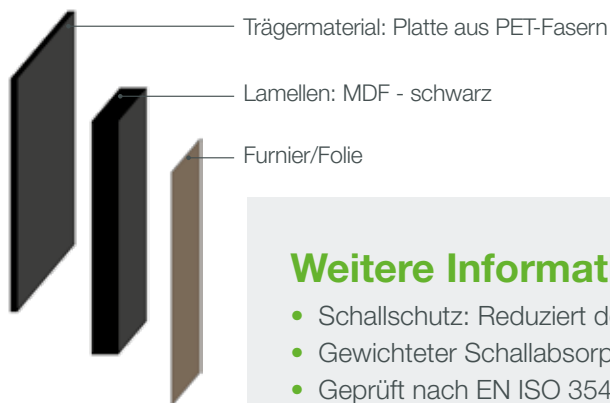 Trägermaterial: Platte aus PET-Fasern
Lamellen: MDF - schwarz
Furnier/Folie
Weitere Informat
• Schallschutz: Reduziert d
• Gewichteter Schallabsorp
• Geprüft nach EN ISO 354